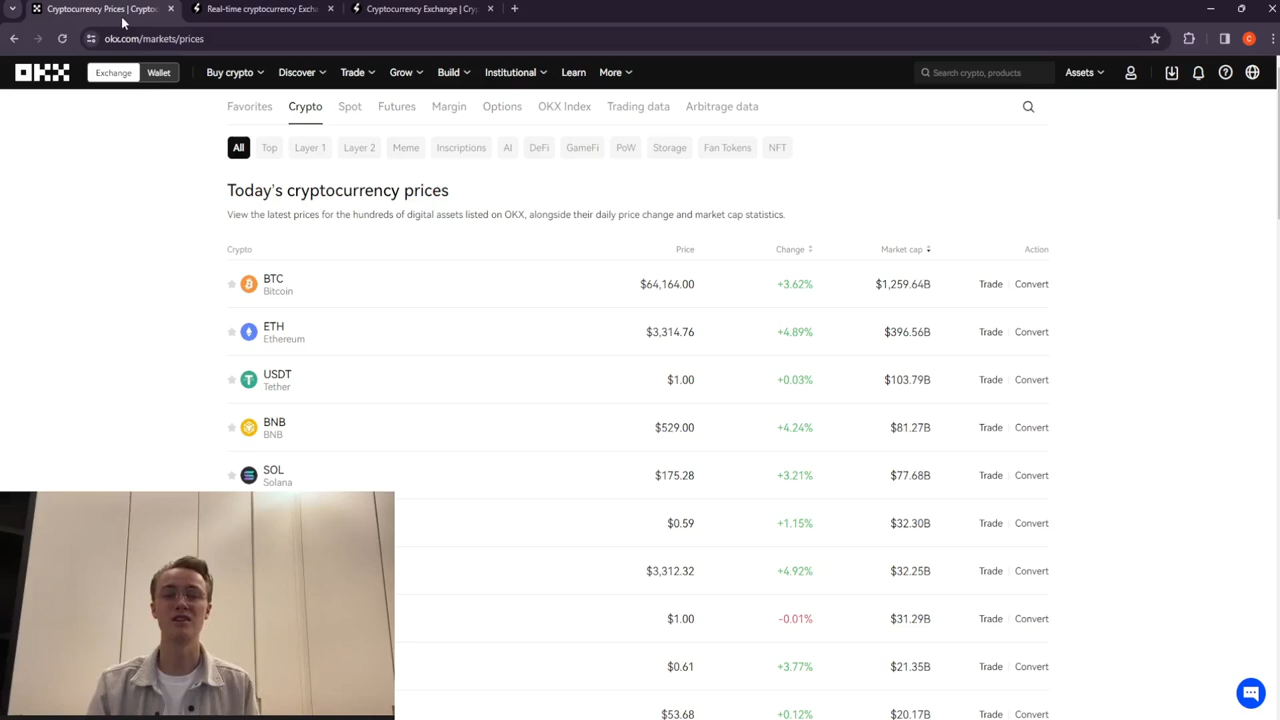 Cryptocurrency Prices | Cryptoc
Real-time cryptocurrency Excha
Cryptocurrency Exchange | Cry
okx.com/markets/prices
C
OKX Exchange Wallet Buy crypto Discover Trade Grow Build Institutional Learn More Search crypto, products Assets
Favorites Crypto Spot Futures Margin Options OKX Index Trading data Arbitrage data
All Top Layer 1 Layer 2 Meme Inscriptions AI DeFi GameFi PoW Storage Fan Tokens NFT
Today's cryptocurrency prices
View the latest prices for the hundreds of digital assets listed on OKX, alongside their daily price change and market cap statistics.
Crypto Price Change Market cap Action
BTC
Bitcoin
$64,164.00 +3.62% $1,259.64B Trade Convert
ETH
Ethereum
$3,314.76 +4.89% $396.56B Trade Convert
USDT
Tether
$1.00 +0.03% $103.79B Trade Convert
BNB
BNB
$529.00 +4.24% $81.27B Trade Convert
SOL
Solana
$175.28 +3.21% $77.68B Trade Convert
$0.59 +1.15% $32.30B Trade Convert
$3,312.32 +4.92% $32.25B Trade Convert
$1.00 -0.01% $31.29B Trade Convert
$0.61 +3.77% $21.35B Trade Convert
$53.68 +0.12% $20.17B Trade Convert